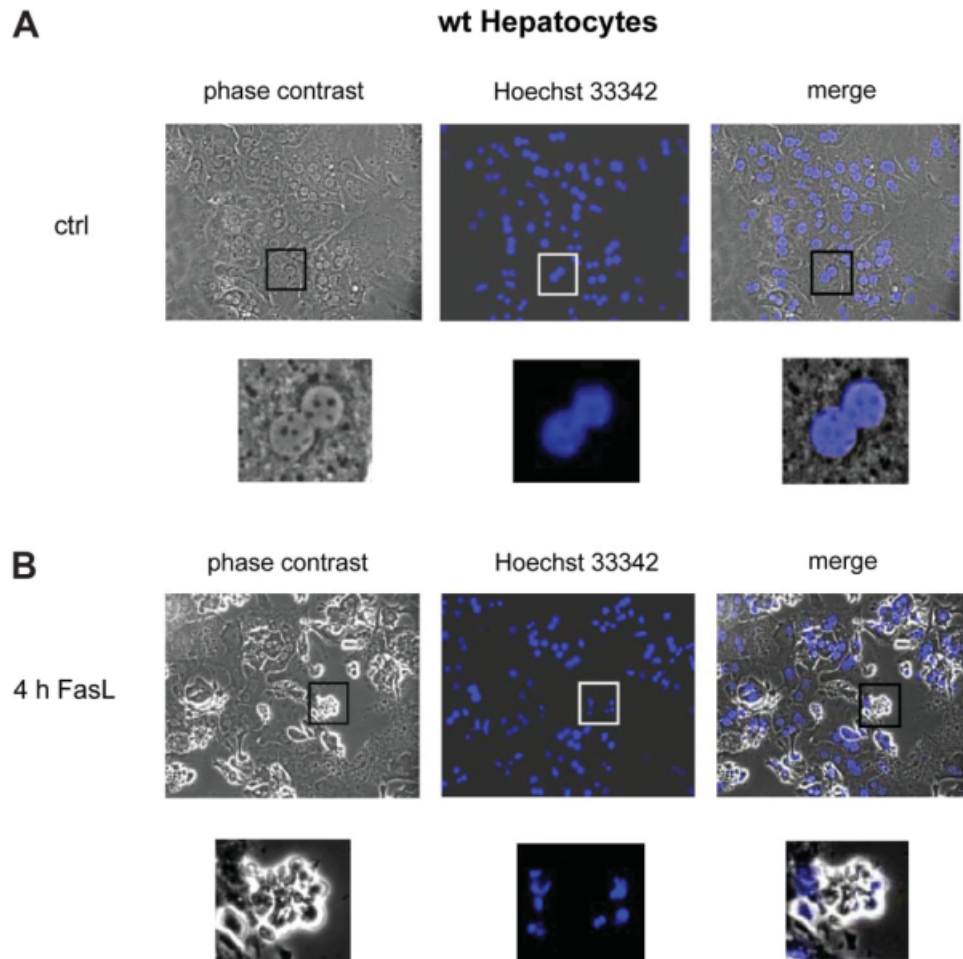 A
wt Hepatocytes
phase contrast Hoechst 33342 merge
ctrl
B
phase contrast Hoechst 33342 merge
4 h FasL